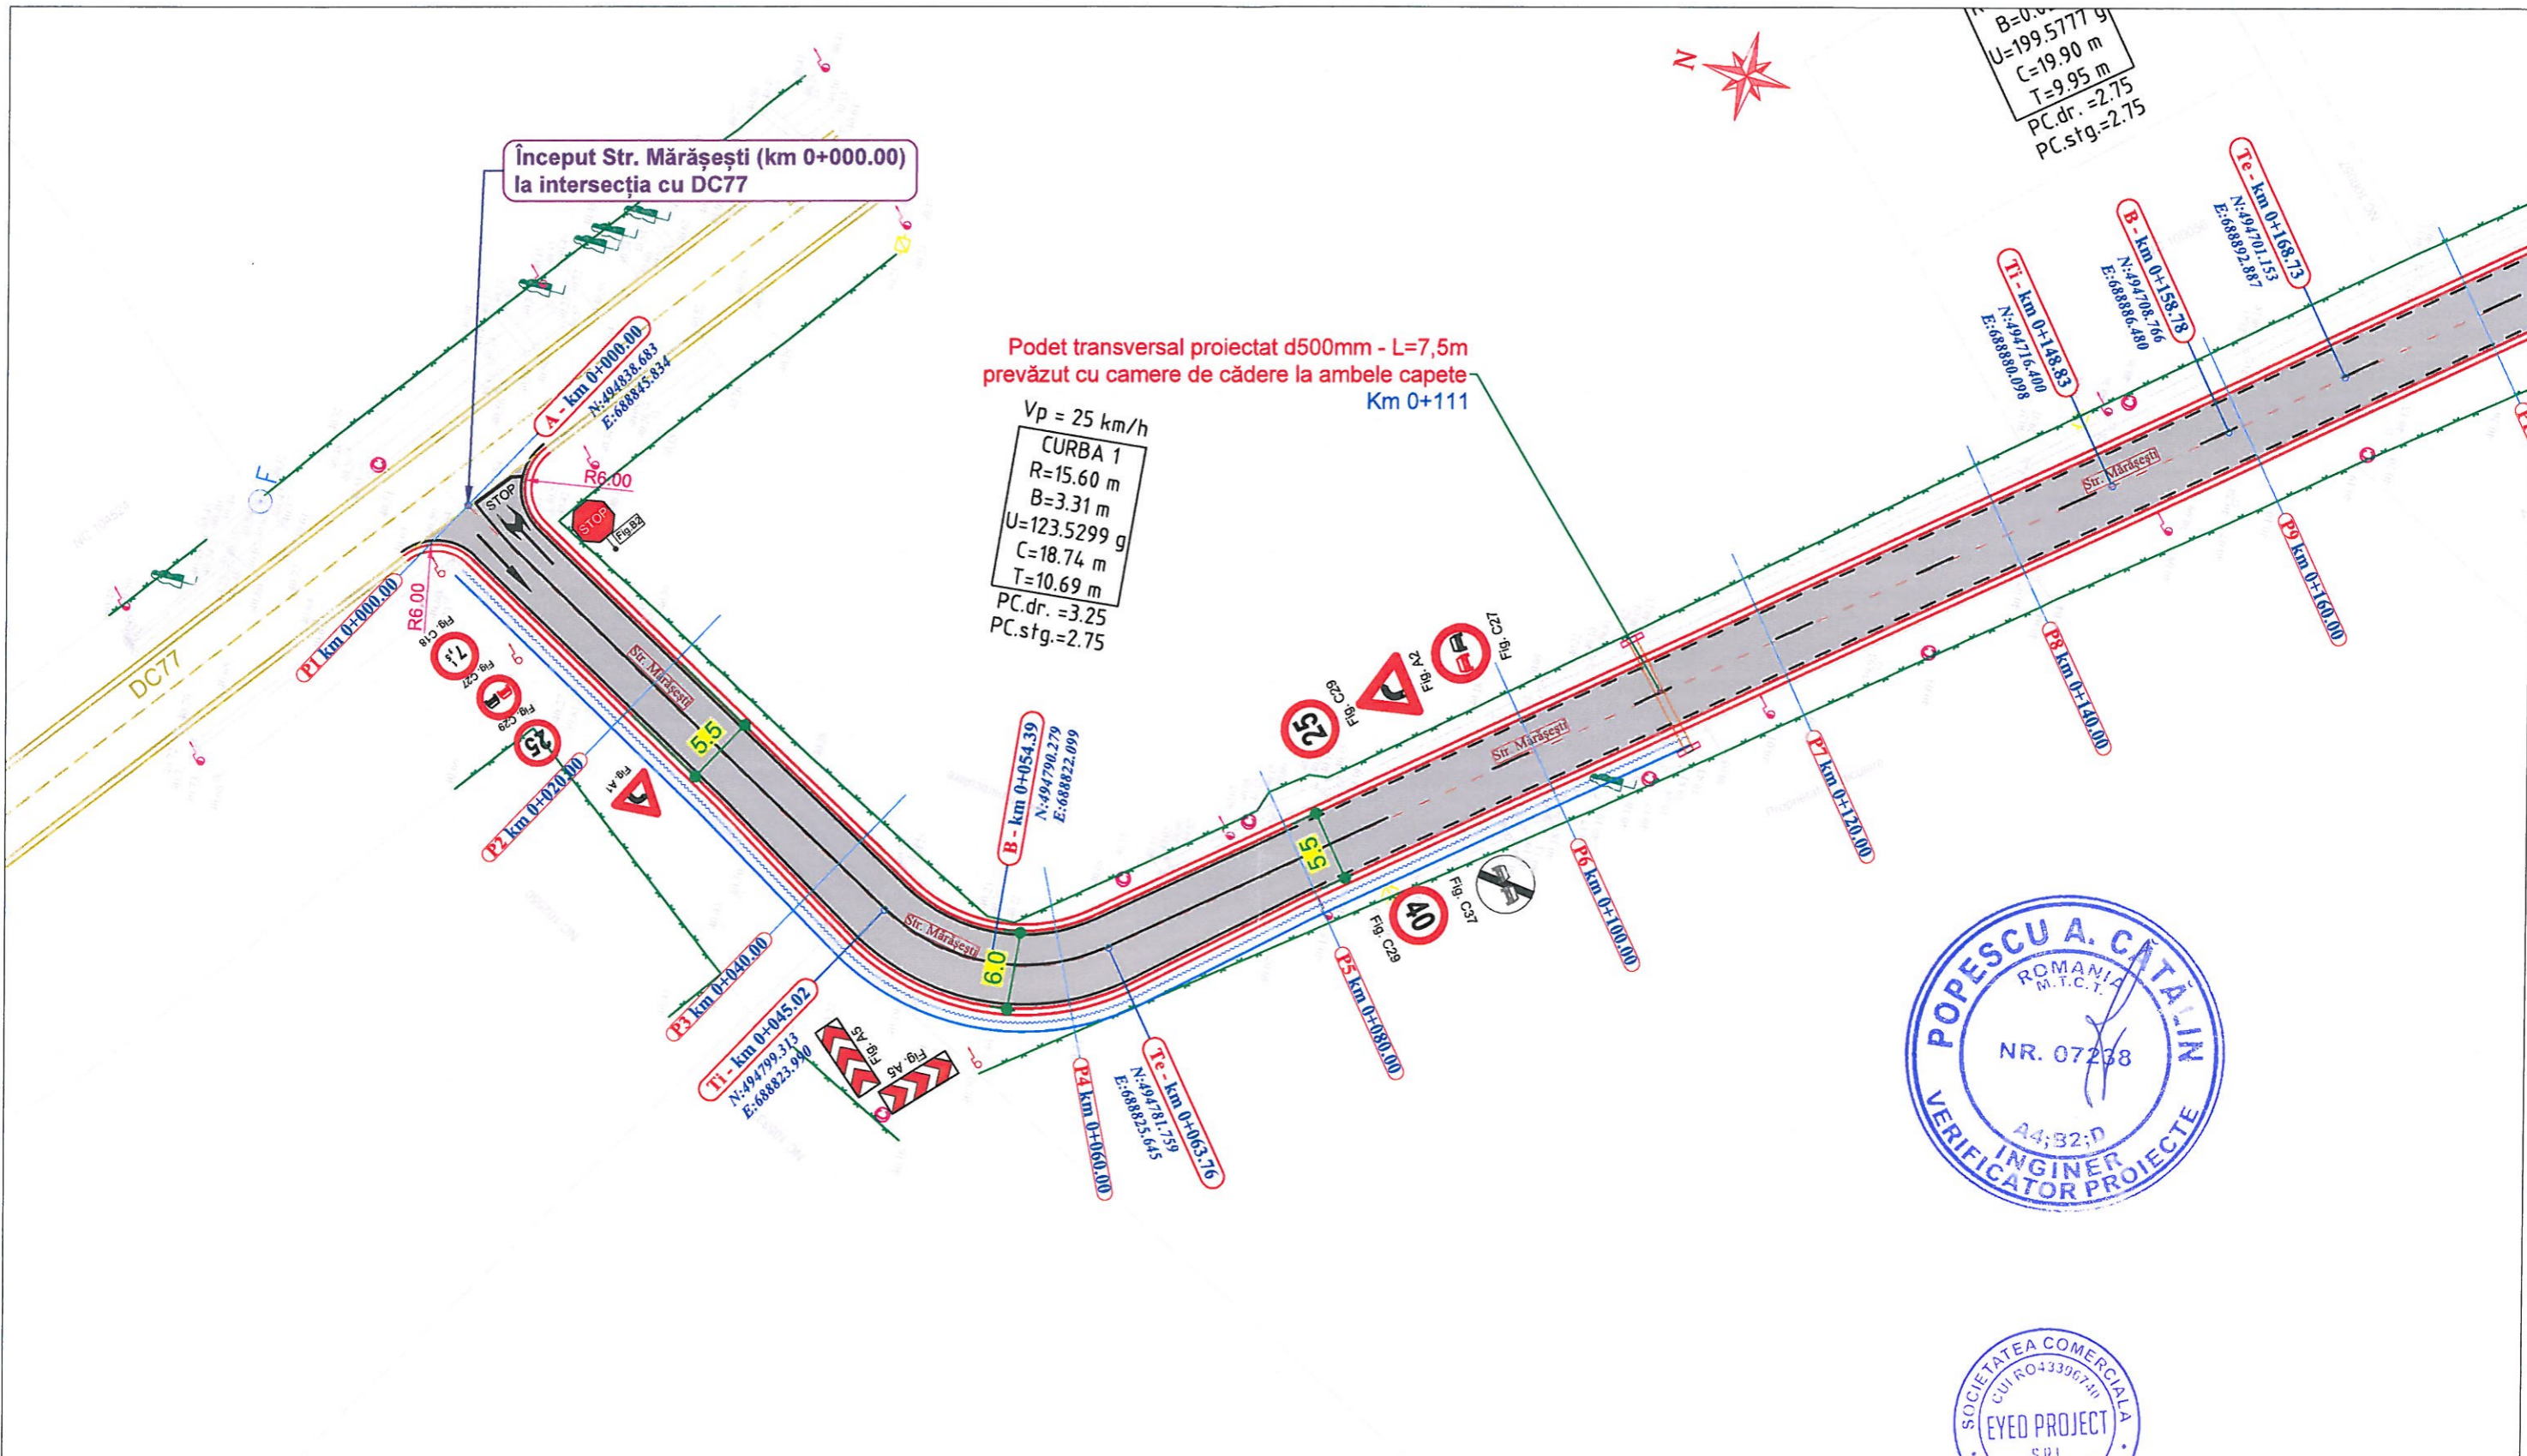 B=0.0
U=199.5777 g
C=19.90 m
T=9.95 m
PC.dr. =2.75
PC.stg.=2.75
N
Început Str. Mărășești (km 0+000.00)
la intersecția cu DC77
A - km 0+000.00
N:494838.683
E:688845.834
Podet transversal proiectat d500mm - L=7,5m
prevăzut cu camere de cădere la ambele capete
Km 0+111
Vp = 25 km/h
CURBA 1
R=15.60 m
B=3.31 m
U=123.5299 g
C=18.74 m
T=10.69 m
PC.dr. =3.25
PC.stg.=2.75
Te - km 0+168.73
N:494701.153
E:688892.887
B - km 0+158.78
N:494708.766
E:688886.480
Ti - km 0+148.83
N:494716.400
E:688880.098
F
DC77
STOP
R6.00
STOP
Fig.B2
R6.00
P1 km 0+000.00
Fig. C18
7,5
Fig. C27
Fig. C29
25
Fig. A1
Str. Mărășești
5.5
P2 km 0+020.00
P3 km 0+040.00
Ti - km 0+045.02
N:494799.313
E:688823.990
Fig. A5
Fig. A5
Str. Mărășești
6.0
B - km 0+054.39
N:494790.279
E:688822.099
P4 km 0+060.00
Te - km 0+063.76
N:494781.759
E:688825.645
25
Fig. C29
Fig. A2
Fig. C27
5.5
Str. Mărășești
40
Fig. C29
Fig. C37
P5 km 0+080.00
P6 km 0+100.00
P7 km 0+120.00
Str. Mărășești
P8 km 0+140.00
P9 km 0+160.00
POPESCU A. CĂTĂLIN
ROMANIA
M.T.C.T.
NR. 07238
A4;B2;D
INGINER
VERIFICATOR PROIECTE
SOCIETATEA COMERCIALA
CUI RO43396740
EYED PROJECT
S.R.L.